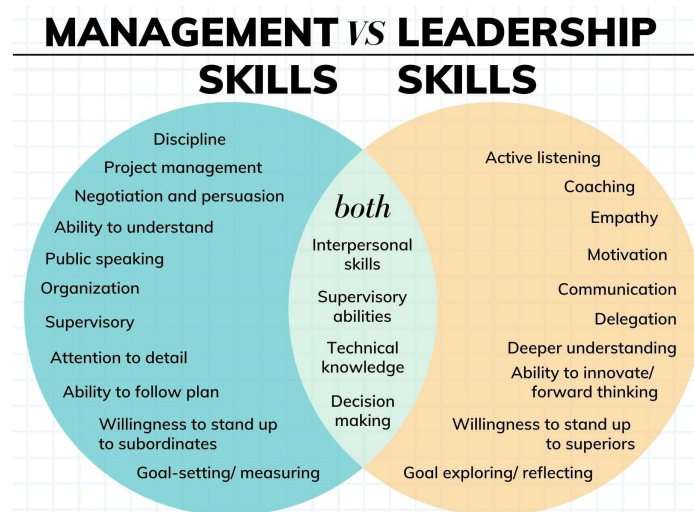 MANAGEMENT VS LEADERSHIP
SKILLS SKILLS
Discipline
Project management
Negotiation and persuasion
Ability to understand
Public speaking
Organization
Supervisory
Attention to detail
Ability to follow plan
Willingness to stand up
to subordinates
Goal-setting/ measuring
both
Interpersonal
skills
Supervisory
abilities
Technical
knowledge
Decision
making
Active listening
Coaching
Empathy
Motivation
Communication
Delegation
Deeper understanding
Ability to innovate/
forward thinking
Willingness to stand up
to superiors
Goal exploring/ reflecting